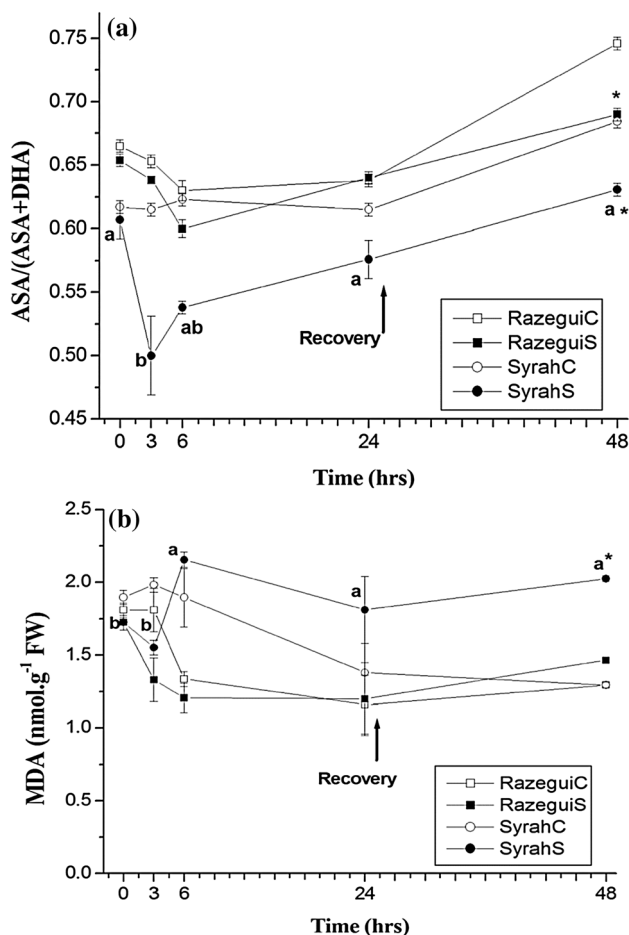 (a)
0.75
0.70
0.65
0.60
0.55
0.50
0.45
ASA/(ASA+DHA)
a
b
ab
a
*
a *
Recovery
RazeguiC
RazeguiS
SyrahC
SyrahS
0 3 6 24 48
Time (hrs)
(b)
2.5
2.0
1.5
1.0
0.5
0.0
MDA (nmol.g-1 FW)
b
b
a
a
a*
Recovery
RazeguiC
RazeguiS
SyrahC
SyrahS
0 3 6 24 48
Time (hrs)